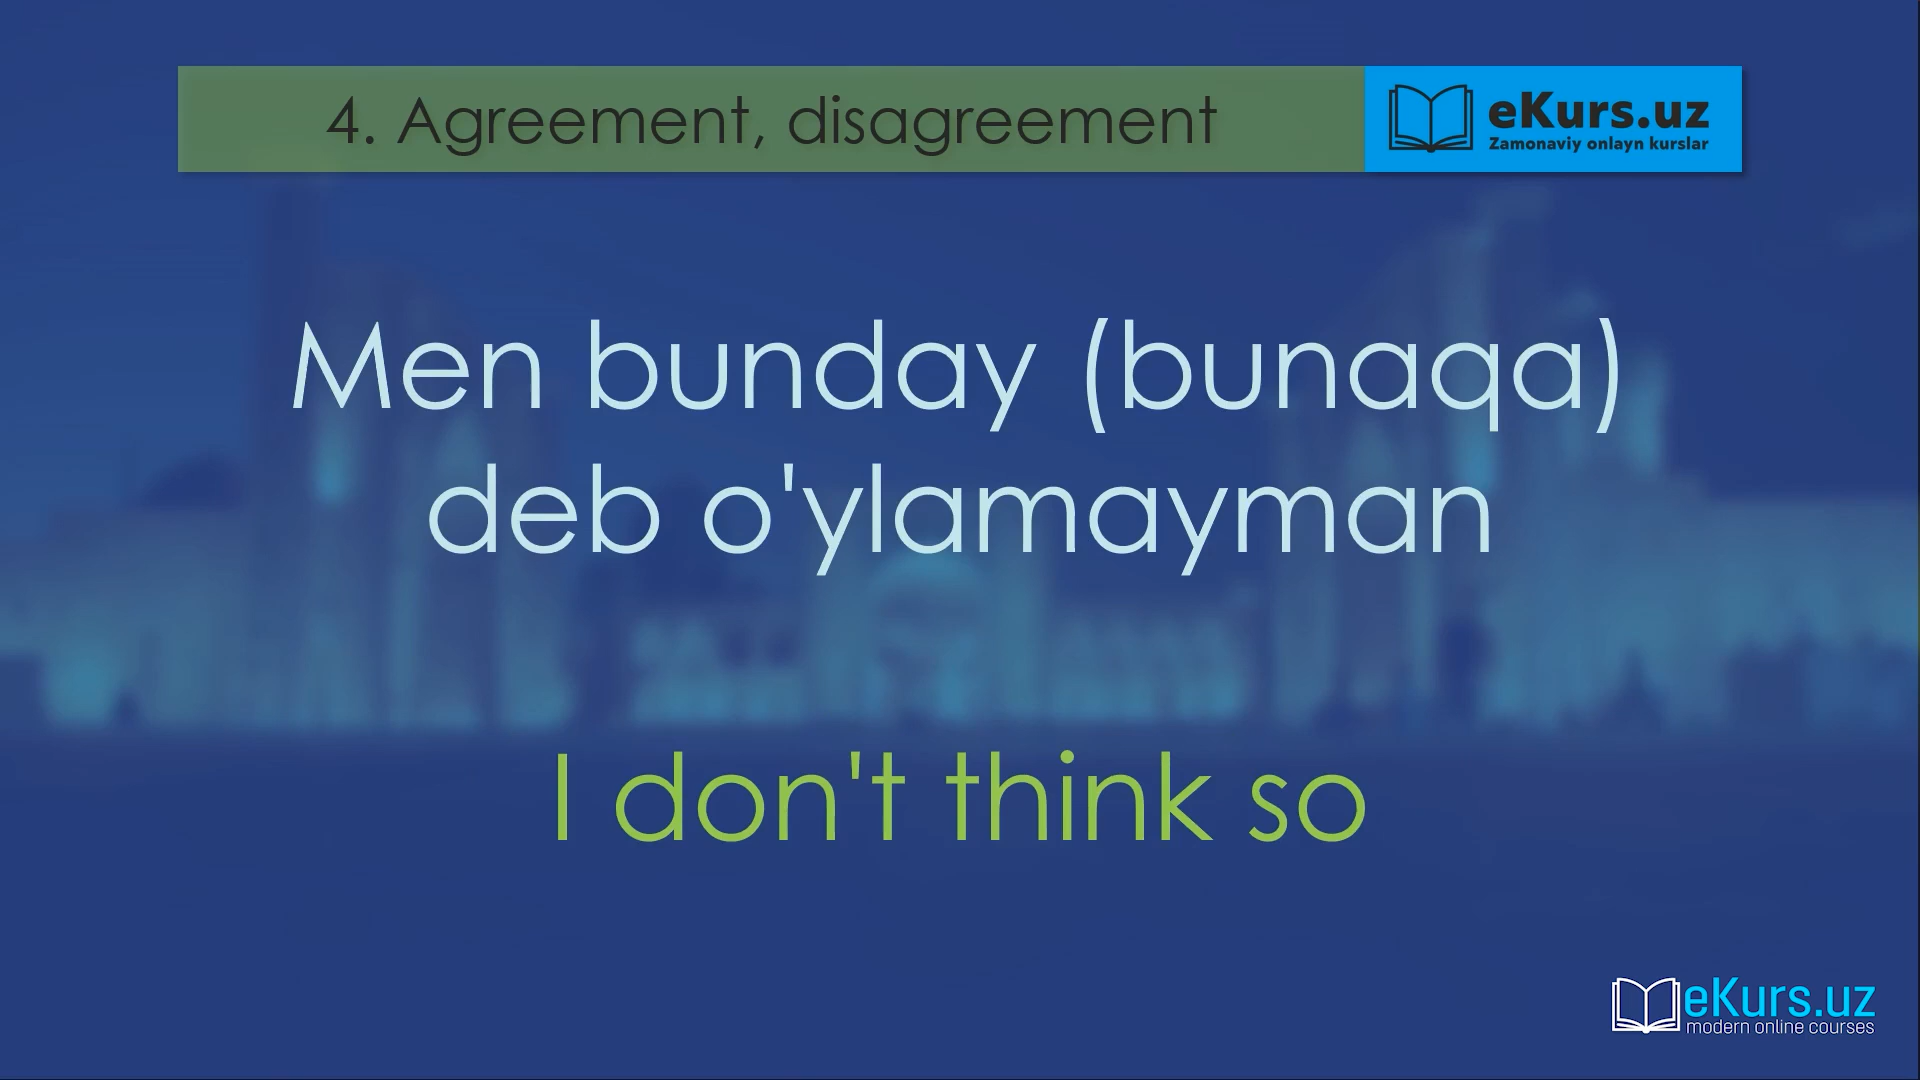 4. Agreement, disagreement
eKurs.uz
Zamonaviy onlayn kurslar
Men bunday (bunaqa)
deb o'ylamayman
I don't think so
eKurs.uz
modern online courses